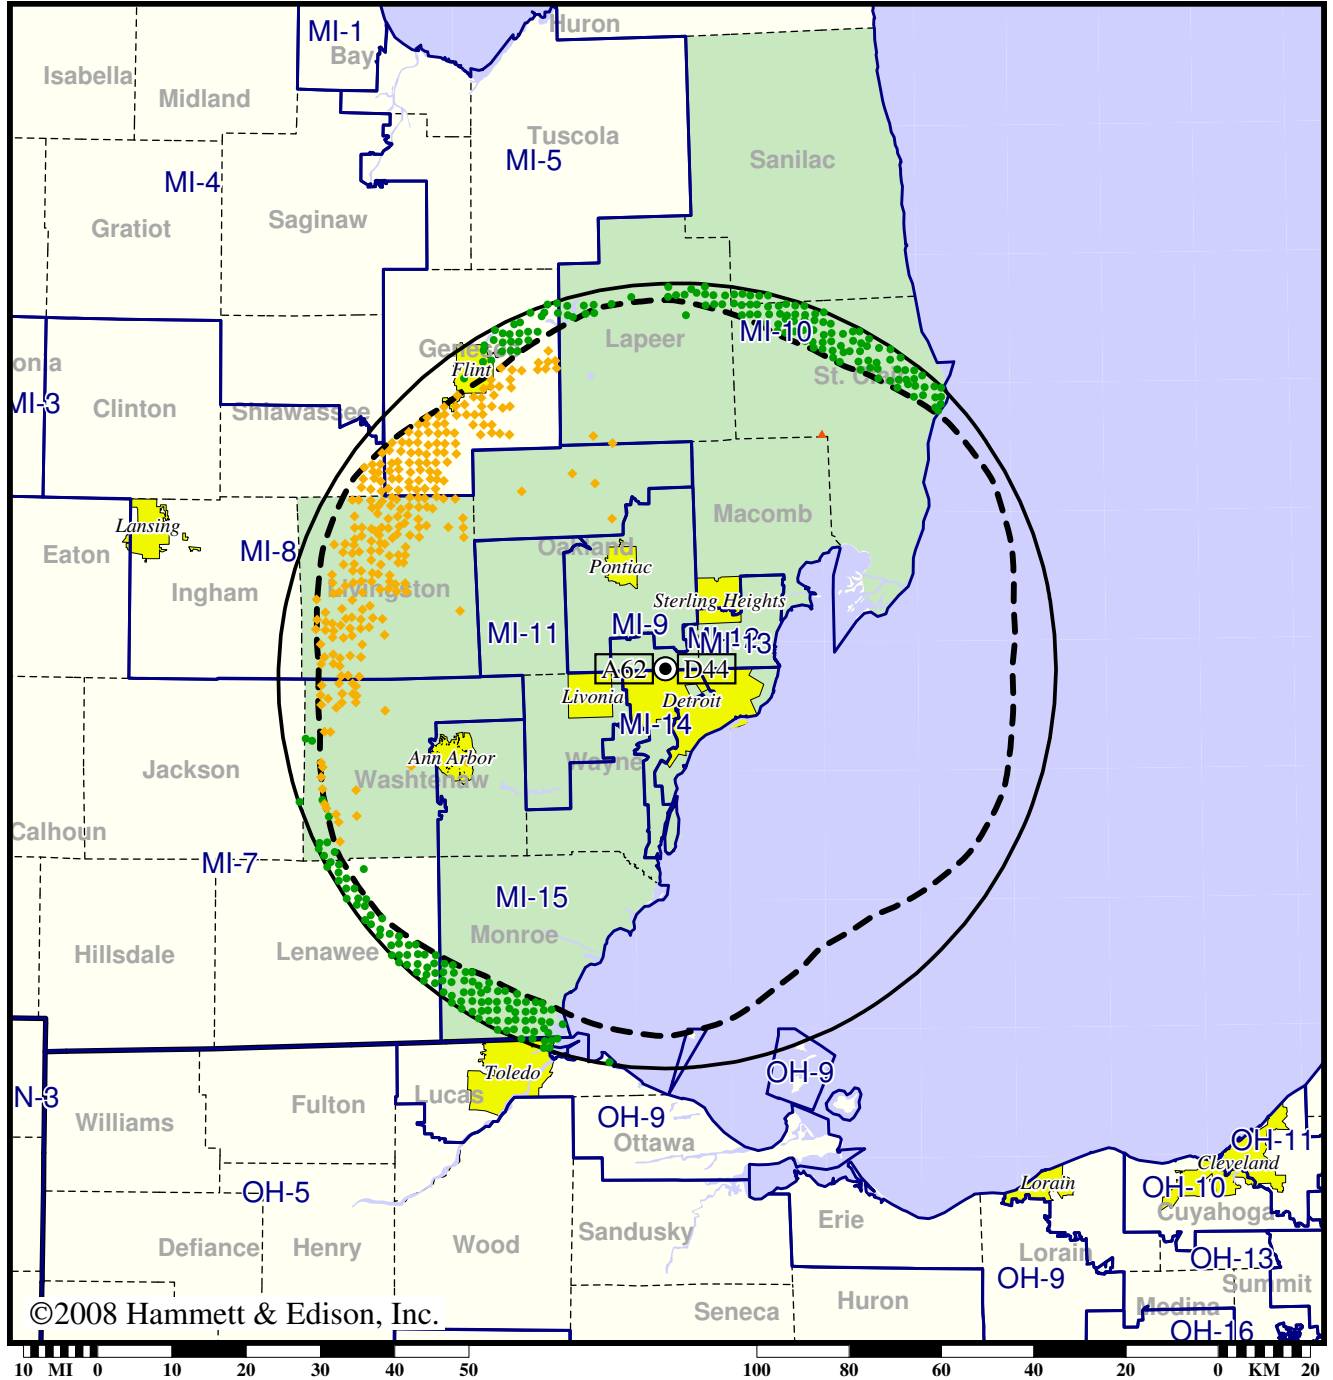 MI-1
Huron
Bay
Isabella
Midland
Tuscola
MI-5
Sanilac
MI-4
Saginaw
Gratiot
MI-10
Lapeer
Genesee
Flint
onia
St. Clair
MI-3
Clinton
Shiawassee
Macomb
Lansing
Eaton
MI-8
Oakland
Pontiac
Ingham
Livingston
Sterling Heights
MI-11
MI-9
MI-13
A62
D44
Livonia
Detroit
MI-14
Ann Arbor
Wayne
Jackson
Washtenaw
Calhoun
MI-7
MI-15
Monroe
Hillsdale
Lenawee
Toledo
OH-9
N-3
Lucas
Fulton
Williams
OH-9
Ottawa
OH-11
Cleveland
Lorain
OH-5
OH-10
Cuyahoga
Erie
Sandusky
Defiance
Henry
Wood
Lorain
OH-13
OH-9
Summit
Huron
Seneca
Medina
©2008 Hammett & Edison, Inc.
OH-16
10 MI 0 10 20 30 40 50 100 80 60 40 20 0 KM 20